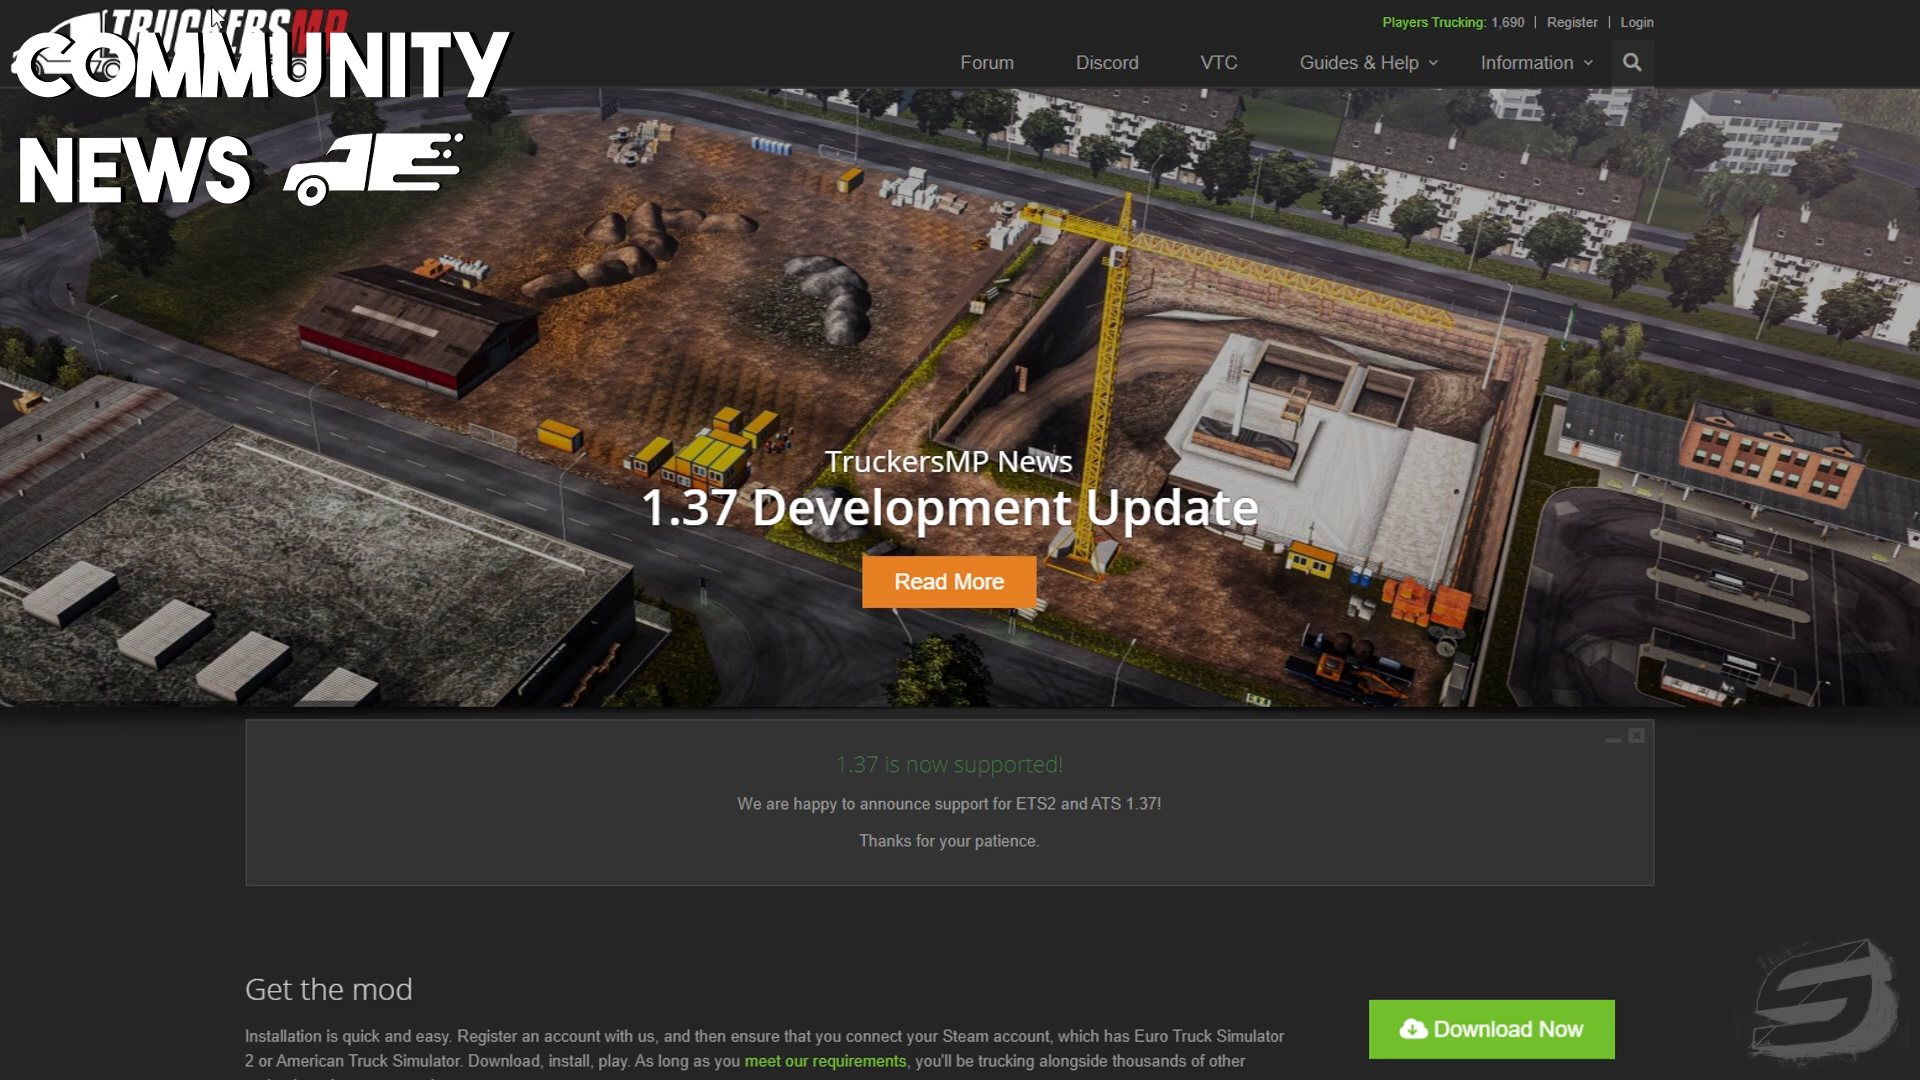 TRUCKERSMP
COMMUNITY
NEWS
Players Trucking: 1,690 | Register | Login
Forum Discord VTC Guides & Help Information
TruckersMP News
1.37 Development Update
Read More
1.37 is now supported!
We are happy to announce support for ETS2 and ATS 1.37!
Thanks for your patience.
Get the mod
Installation is quick and easy. Register an account with us, and then ensure that you connect your Steam account, which has Euro Truck Simulator
2 or American Truck Simulator. Download, install, play. As long as you meet our requirements, you'll be trucking alongside thousands of other
Download Now